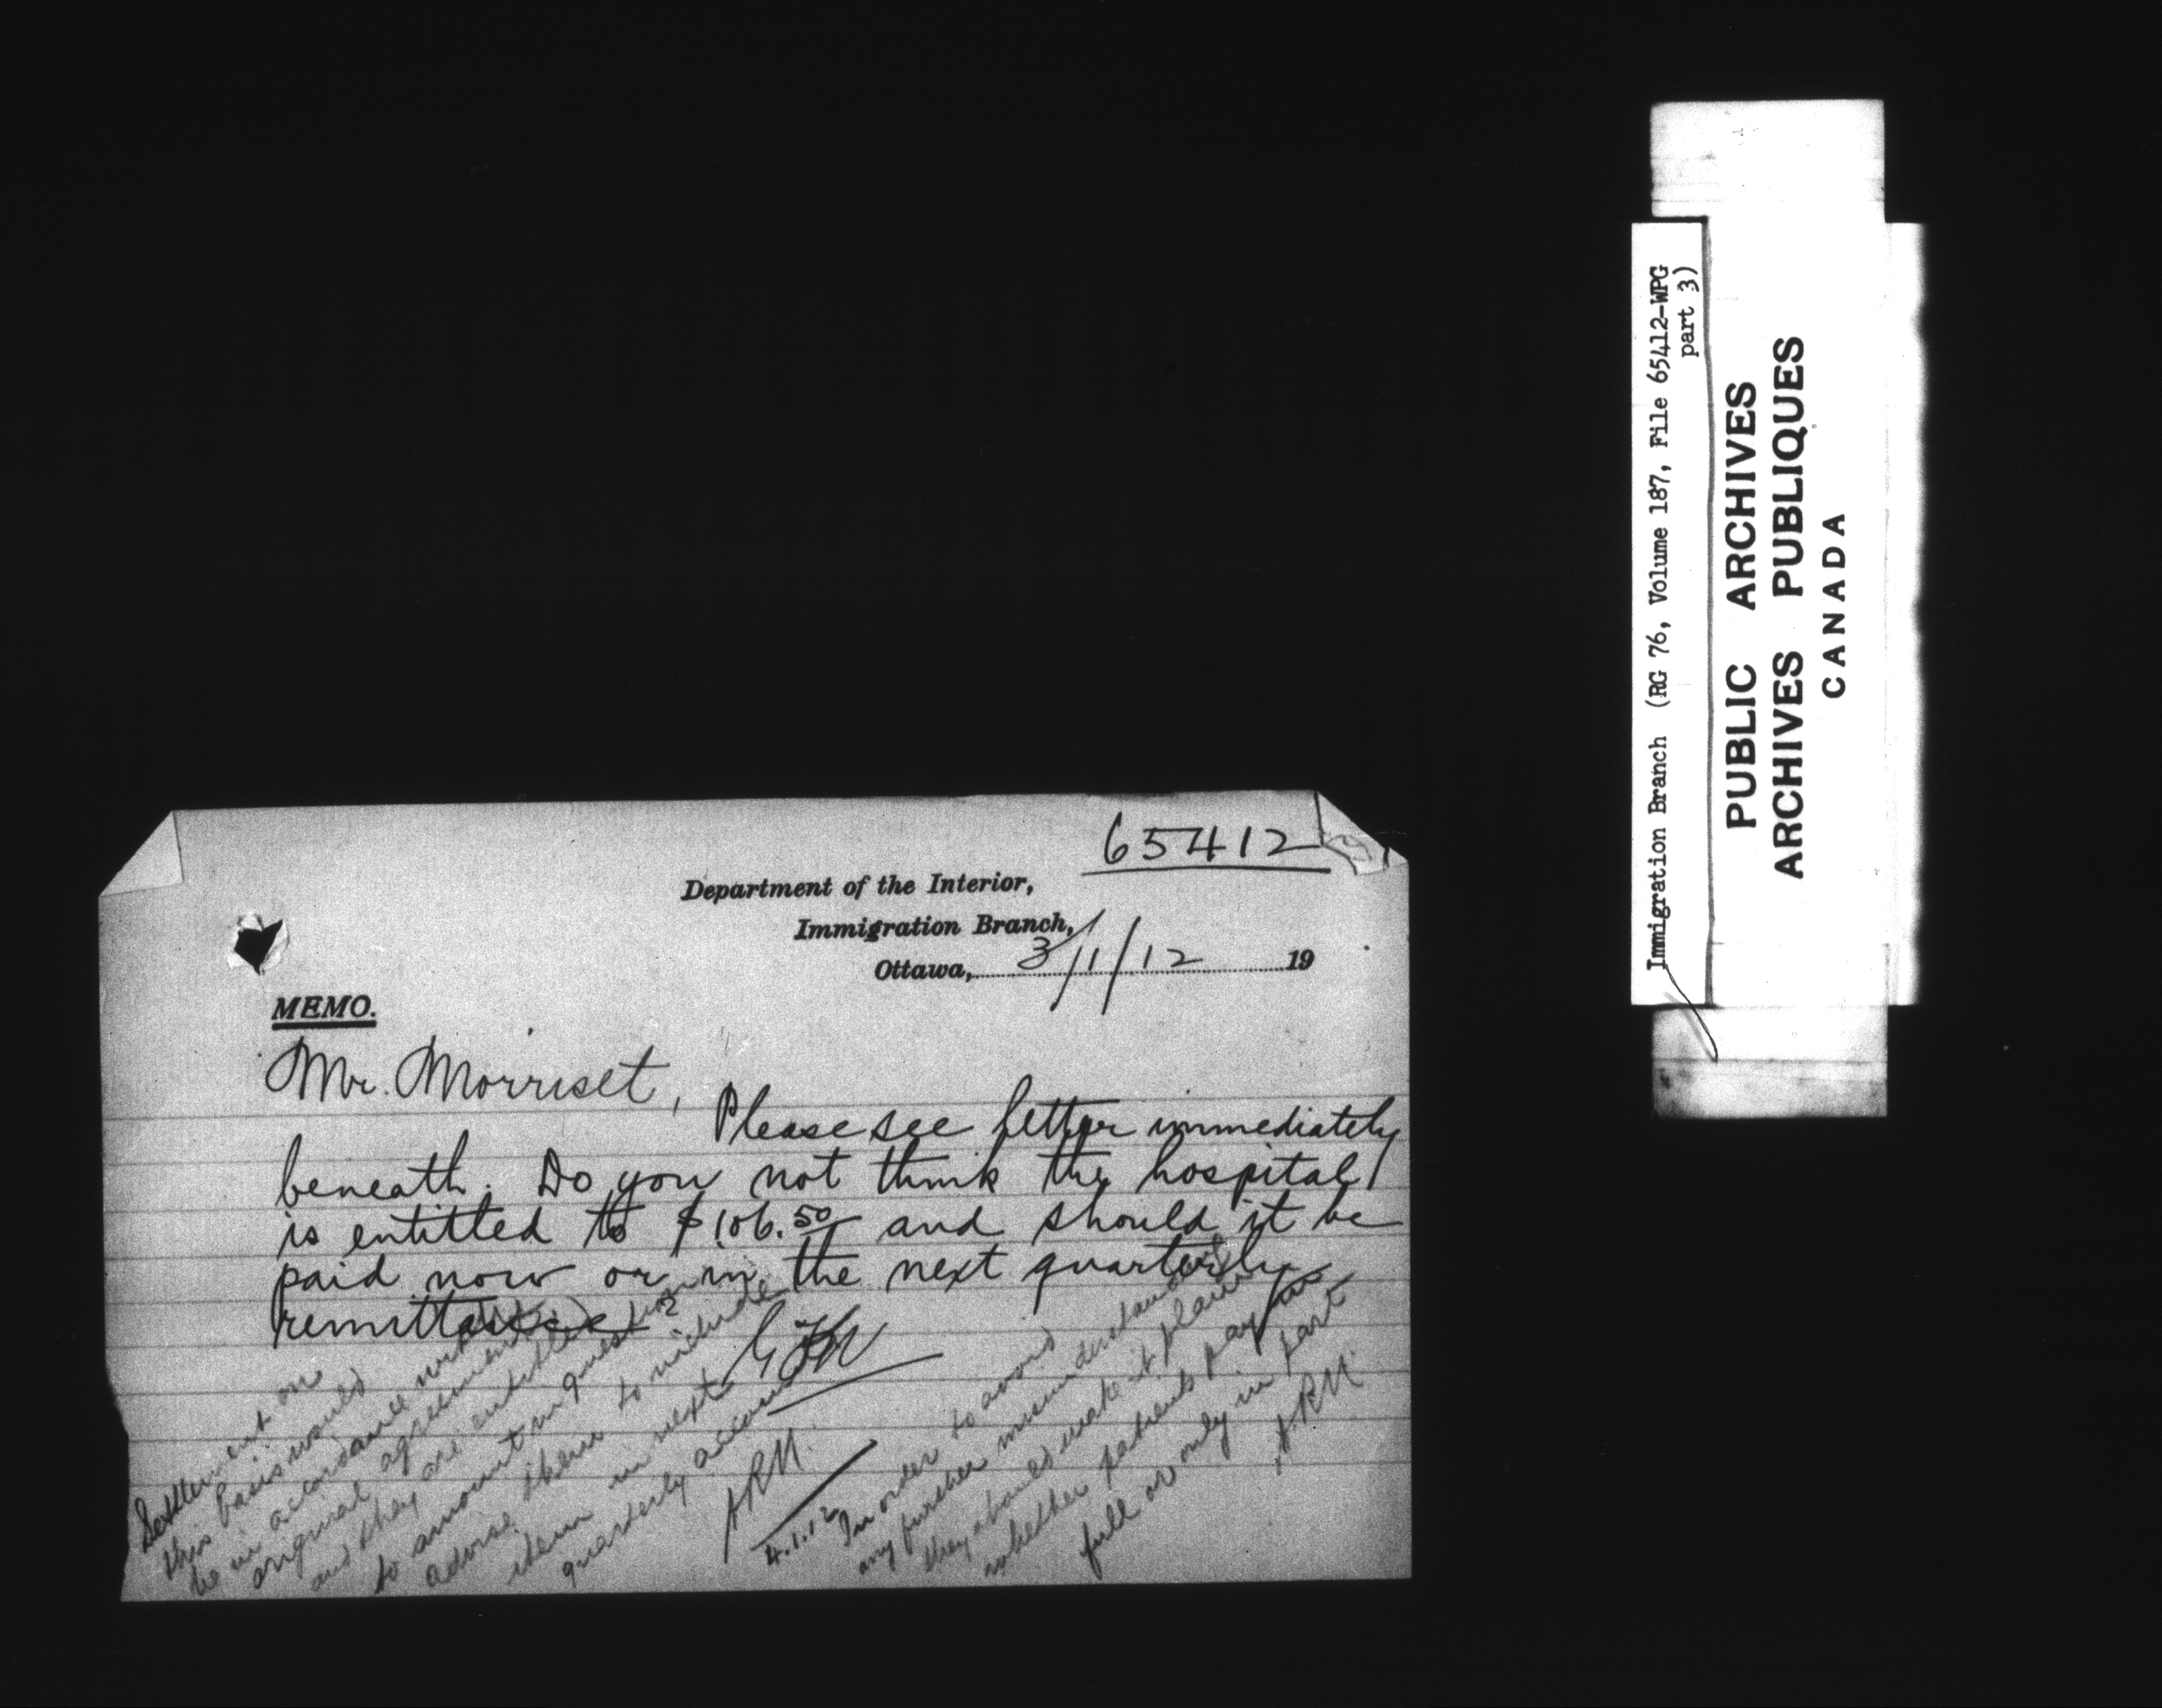 65412
Department of the Interior,
Immigration Branch,
Ottawa, 3/1/12 19
MEMO.
Mr. Morriset,
Please see letter immediately
beneath. Do you not think the hospital
is entitled to $106.50 and should it be
paid now or in the next quarterly
remittance?
Settlement on
this basis would
be in accordance with
original agreement
and they are entitled
to amount in question
advise them to include
item in next
quarterly account
4.1.12
In order to avoid
any further misunderstanding
they should make it plain
whether patients pay in
full or only in part
Immigration Branch (RG 76, Volume 187, File 65412-WPG
part 3)
PUBLIC ARCHIVES
ARCHIVES PUBLIQUES
CANADA